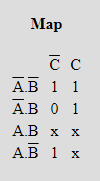 Map
C̅ C
A̅.B̅ 1 1
A̅.B 0 1
A.B x x
A.B̅ 1 x